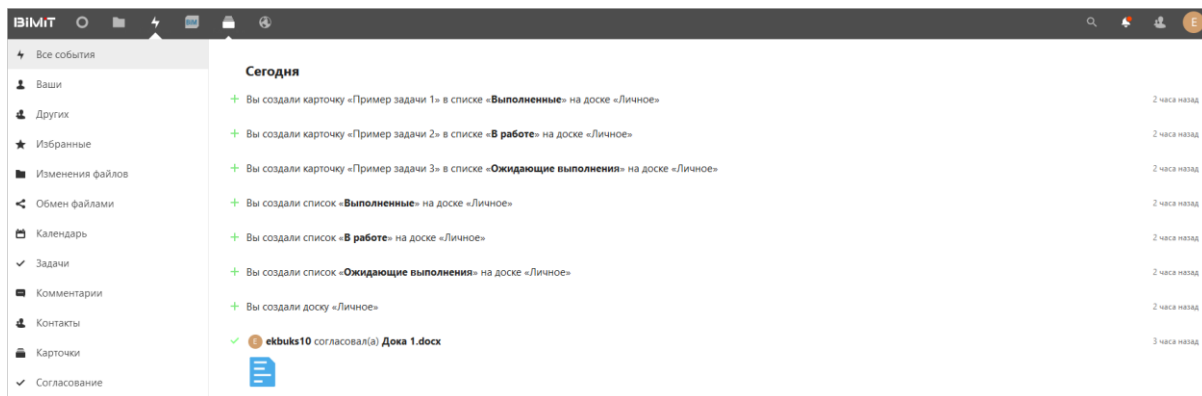 BiMiT
BIM
E
Все события
Ваши
Других
Избранные
Изменения файлов
Обмен файлами
Календарь
Задачи
Комментарии
Контакты
Карточки
Согласование
Сегодня
Вы создали карточку «Пример задачи 1» в списке «Выполненные» на доске «Личное» 2 часа назад
Вы создали карточку «Пример задачи 2» в списке «В работе» на доске «Личное» 2 часа назад
Вы создали карточку «Пример задачи 3» в списке «Ожидающие выполнения» на доске «Личное» 2 часа назад
Вы создали список «Выполненные» на доске «Личное» 2 часа назад
Вы создали список «В работе» на доске «Личное» 2 часа назад
Вы создали список «Ожидающие выполнения» на доске «Личное» 2 часа назад
Вы создали доску «Личное» 2 часа назад
E ekbuks10 согласовал(а) Дока 1.docx 3 часа назад